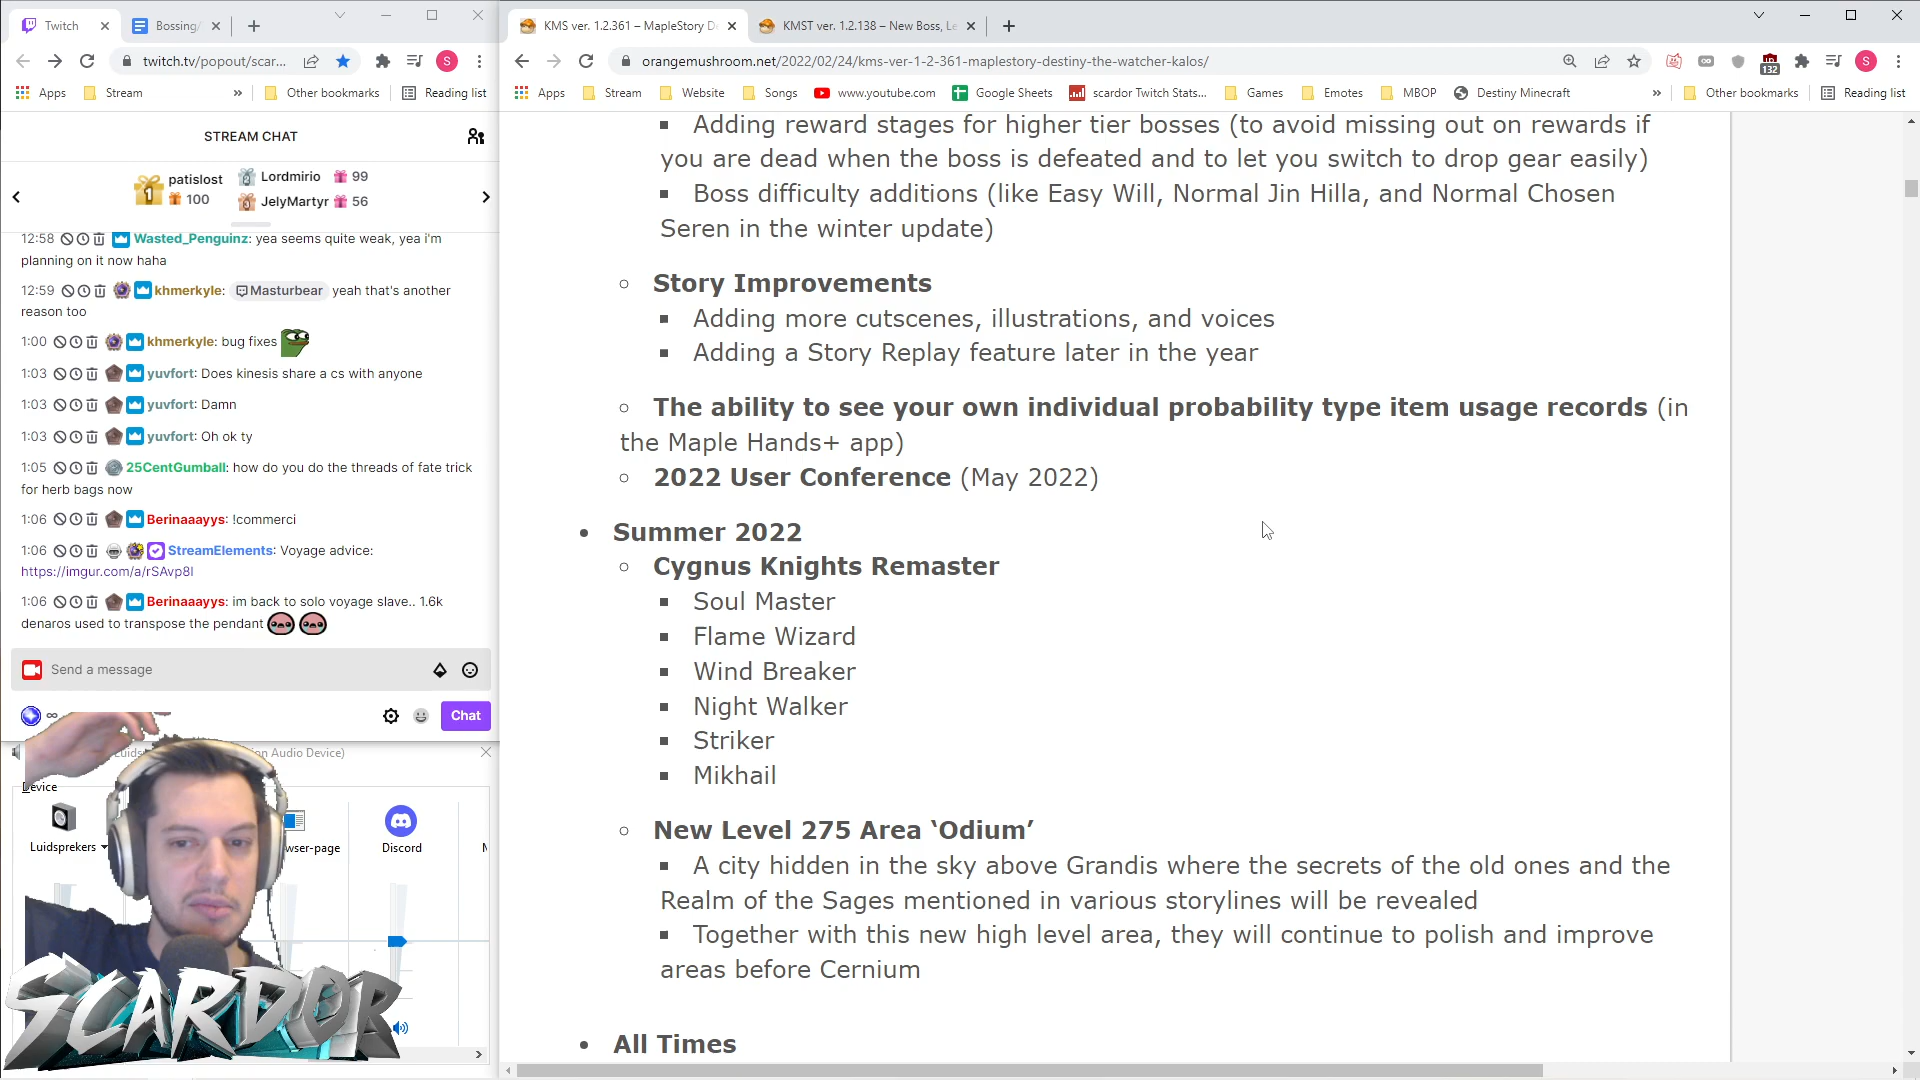 Twitch
Bossing/
KMS ver. 1.2.361 – MapleStory D
KMST ver. 1.2.138 – New Boss, Le
twitch.tv/popout/scar...
S
orangemushroom.net/2022/02/24/kms-ver-1-2-361-maplestory-destiny-the-watcher-kalos/
132
S
Apps
Stream
»
Other bookmarks
Reading list
Apps
Stream
Website
Songs
www.youtube.com
Google Sheets
scardor Twitch Stats...
Games
Emotes
MBOP
Destiny Minecraft
»
Other bookmarks
Reading list
STREAM CHAT
patislost
100
Lordmirio 99
JelyMartyr 56
12:58 Wasted_Penguinz: yea seems quite weak, yea i'm
planning on it now haha
12:59 khmerkyle: Masturbear yeah that's another
reason too
1:00 khmerkyle: bug fixes
1:03 yuvfort: Does kinesis share a cs with anyone
1:03 yuvfort: Damn
1:03 yuvfort: Oh ok ty
1:05 25CentGumball: how do you do the threads of fate trick
for herb bags now
1:06 Berinaaayys: !commerci
1:06 StreamElements: Voyage advice:
https://imgur.com/a/rSAvp8l
1:06 Berinaaayys: im back to solo voyage slave.. 1.6k
denaros used to transpose the pendant
Send a message
∞
Chat
Audio Device)
Device
Luidsprekers
wser-page
Discord
SCARDOR
Adding reward stages for higher tier bosses (to avoid missing out on rewards if
you are dead when the boss is defeated and to let you switch to drop gear easily)
Boss difficulty additions (like Easy Will, Normal Jin Hilla, and Normal Chosen
Seren in the winter update)
Story Improvements
Adding more cutscenes, illustrations, and voices
Adding a Story Replay feature later in the year
The ability to see your own individual probability type item usage records (in
the Maple Hands+ app)
2022 User Conference (May 2022)
Summer 2022
Cygnus Knights Remaster
Soul Master
Flame Wizard
Wind Breaker
Night Walker
Striker
Mikhail
New Level 275 Area ‘Odium’
A city hidden in the sky above Grandis where the secrets of the old ones and the
Realm of the Sages mentioned in various storylines will be revealed
Together with this new high level area, they will continue to polish and improve
areas before Cernium
All Times